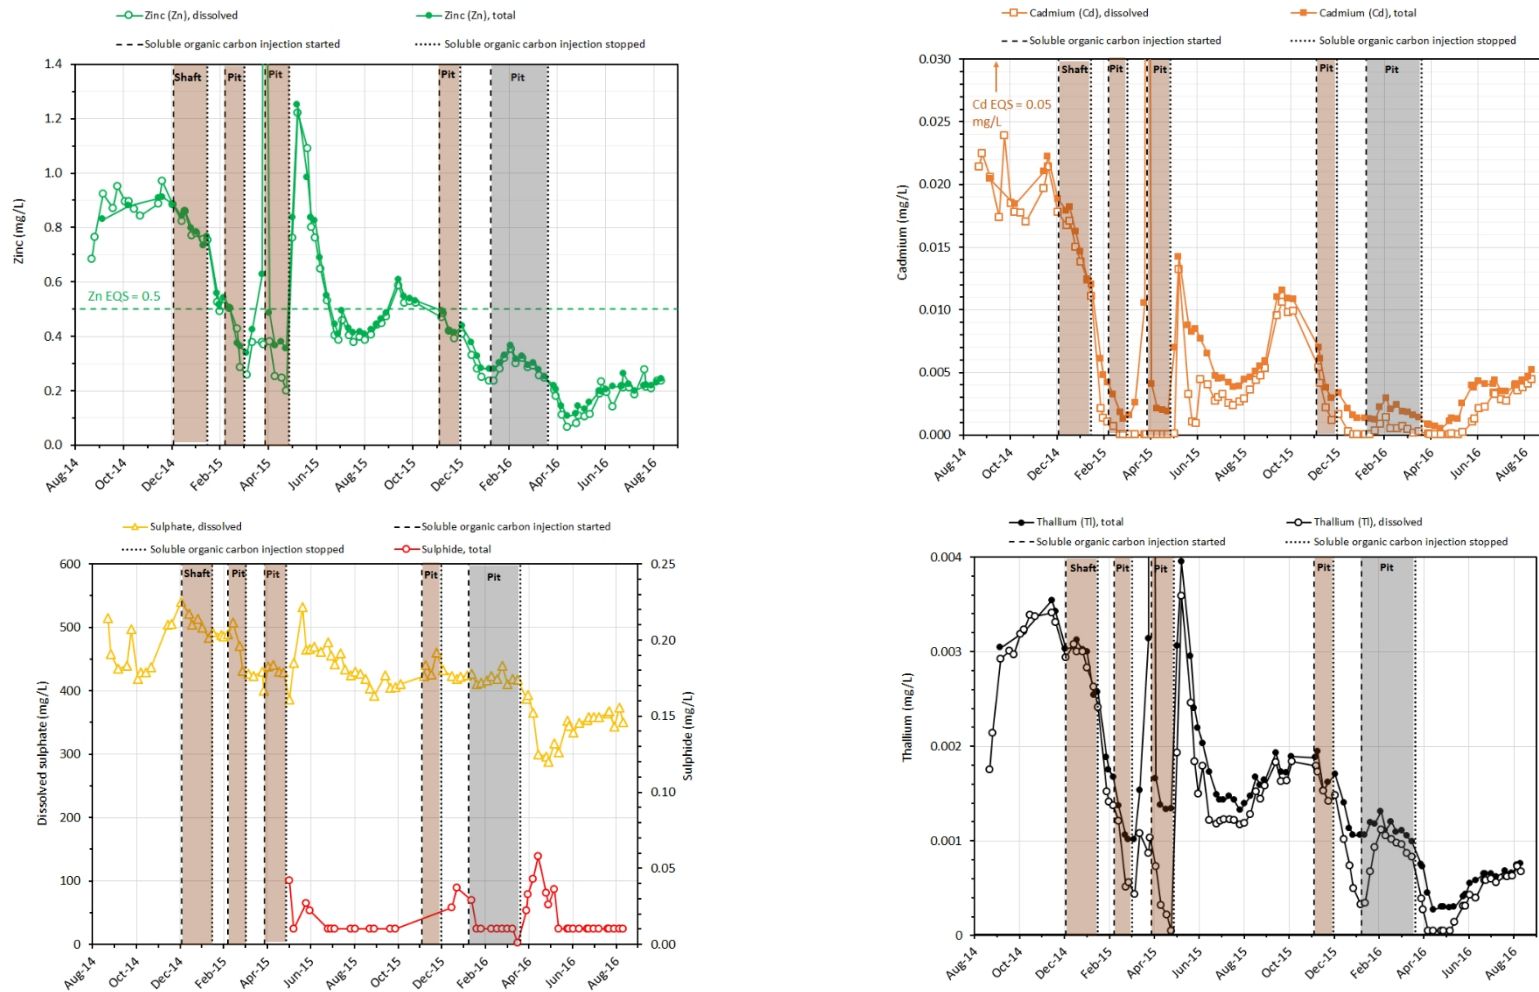 Zinc (Zn), dissolved
Zinc (Zn), total
Soluble organic carbon injection started
Soluble organic carbon injection stopped
Zinc (mg/L)
1.4
1.2
1.0
0.8
0.6
0.4
0.2
0.0
Shaft
Pit
Pit
Pit
Pit
Zn EQS = 0.5
Aug-14
Oct-14
Dec-14
Feb-15
Apr-15
Jun-15
Aug-15
Oct-15
Dec-15
Feb-16
Apr-16
Jun-16
Aug-16
Cadmium (Cd), dissolved
Cadmium (Cd), total
Soluble organic carbon injection started
Soluble organic carbon injection stopped
Cadmium (mg/L)
0.030
0.025
0.020
0.015
0.010
0.005
0.000
Cd EQS = 0.05
mg/L
Shaft
Pit
Pit
Pit
Pit
Aug-14
Oct-14
Dec-14
Feb-15
Apr-15
Jun-15
Aug-15
Oct-15
Dec-15
Feb-16
Apr-16
Jun-16
Aug-16
Sulphate, dissolved
Soluble organic carbon injection started
Soluble organic carbon injection stopped
Sulphide, total
Dissolved sulphate (mg/L)
600
500
400
300
200
100
0
Shaft
Pit
Pit
Pit
Pit
0.25
0.20
0.15
0.10
0.05
0.00
Sulphide (mg/L)
Aug-14
Oct-14
Dec-14
Feb-15
Apr-15
Jun-15
Aug-15
Oct-15
Dec-15
Feb-16
Apr-16
Jun-16
Aug-16
Thallium (Tl), total
Thallium (Tl), dissolved
Soluble organic carbon injection started
Soluble organic carbon injection stopped
Thallium (mg/L)
0.004
0.003
0.002
0.001
0
Shaft
Pit
Pit
Pit
Pit
Aug-14
Oct-14
Dec-14
Feb-15
Apr-15
Jun-15
Aug-15
Oct-15
Dec-15
Feb-16
Apr-16
Jun-16
Aug-16